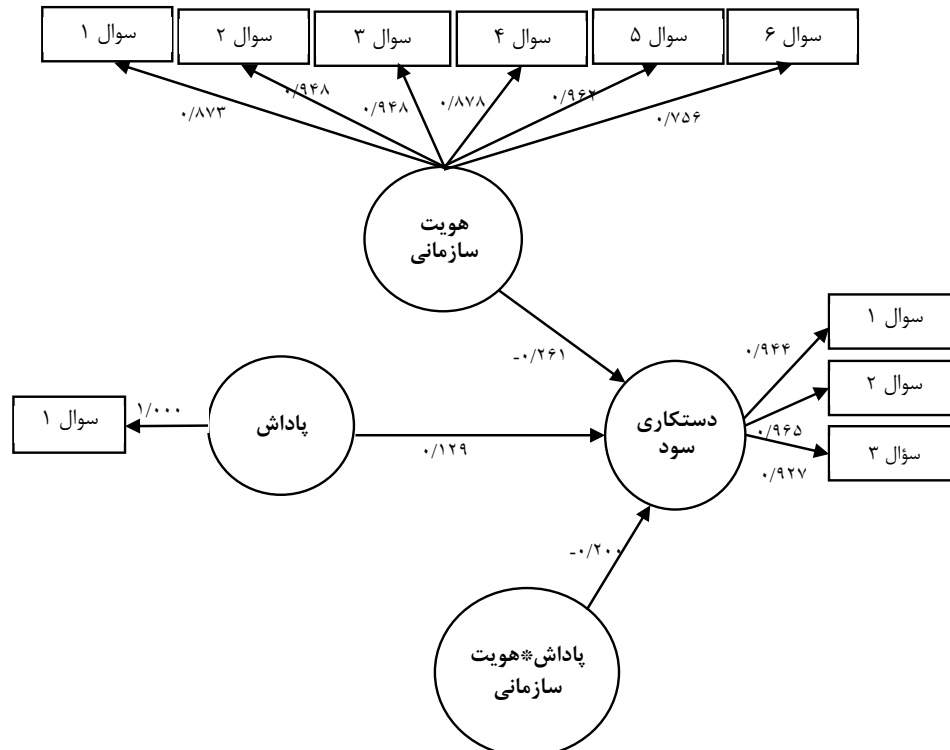 سوال ۱
سوال ۲
سوال ۳
سوال ۴
سوال ۵
سوال ۶
۰/۸۷۳
۰/۹۴۸
۰/۹۴۸
۰/۸۷۸
۰/۹۶۲
۰/۷۵۶
هویت
سازمانی
-۰/۲۶۱
سوال ۱
۱/۰۰۰
پاداش
۰/۱۲۹
دستکاری
سود
۰/۹۴۴
۰/۹۶۵
۰/۹۲۷
سوال ۱
سوال ۲
سؤال ۳
-۰/۲۰۰
پاداش*هویت
سازمانی